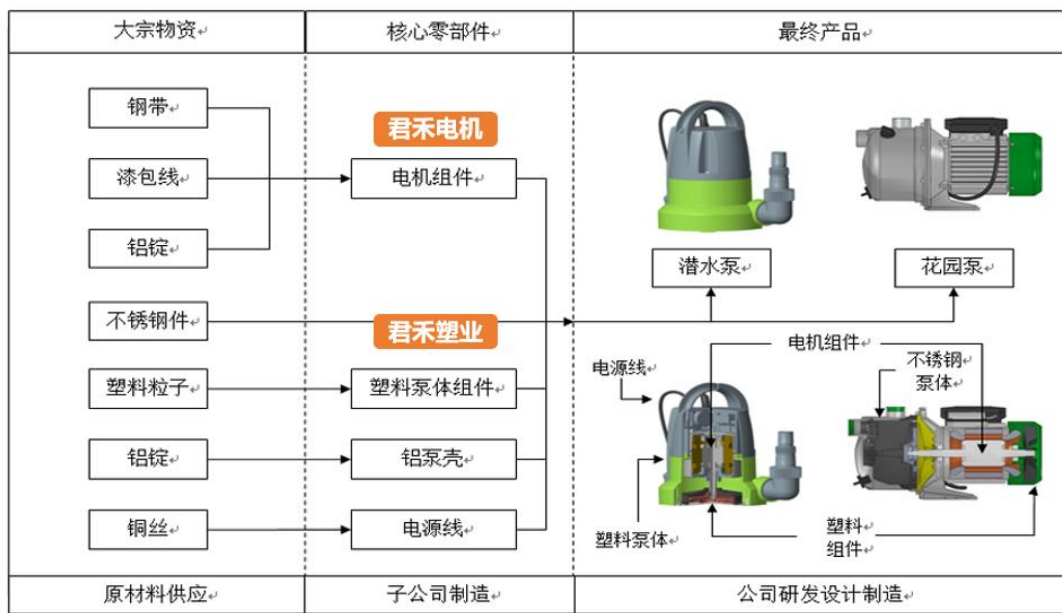 大宗物资
核心零部件
最终产品
钢带
君禾电机
漆包线
电机组件
铝锭
潜水泵
花园泵
不锈钢件
君禾塑业
电机组件
不锈钢
泵体
电源线
塑料粒子
塑料泵体组件
铝锭
铝泵壳
铜丝
电源线
塑料泵体
塑料
组件
原材料供应
子公司制造
公司研发设计制造